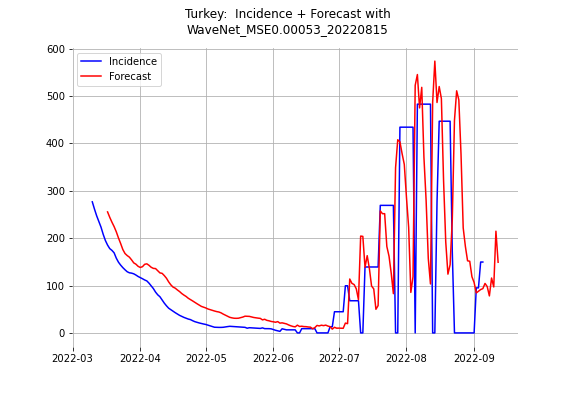 Turkey:  Incidence + Forecast with
WaveNet_MSE0.00053_20220815
600
500
400
300
200
100
0
Incidence
Forecast
2022-03 2022-04 2022-05 2022-06 2022-07 2022-08 2022-09